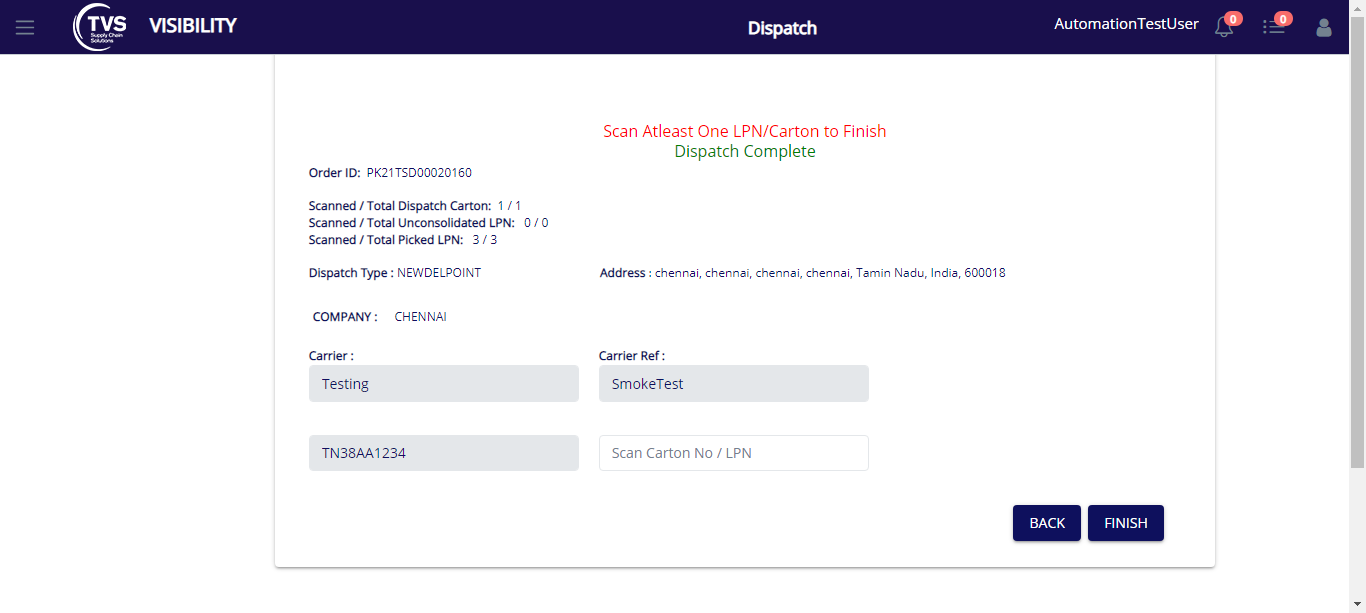 TVS
Supply Chain
Solutions
VISIBILITY
Dispatch
AutomationTestUser
0
0
Scan Atleast One LPN/Carton to Finish
Dispatch Complete
Order ID: PK21TSD00020160
Scanned / Total Dispatch Carton: 1 / 1
Scanned / Total Unconsolidated LPN: 0 / 0
Scanned / Total Picked LPN: 3 / 3
Dispatch Type : NEWDELPOINT
Address : chennai, chennai, chennai, chennai, Tamin Nadu, India, 600018
COMPANY : CHENNAI
Carrier :
Carrier Ref :
Testing
SmokeTest
TN38AA1234
Scan Carton No / LPN
BACK
FINISH